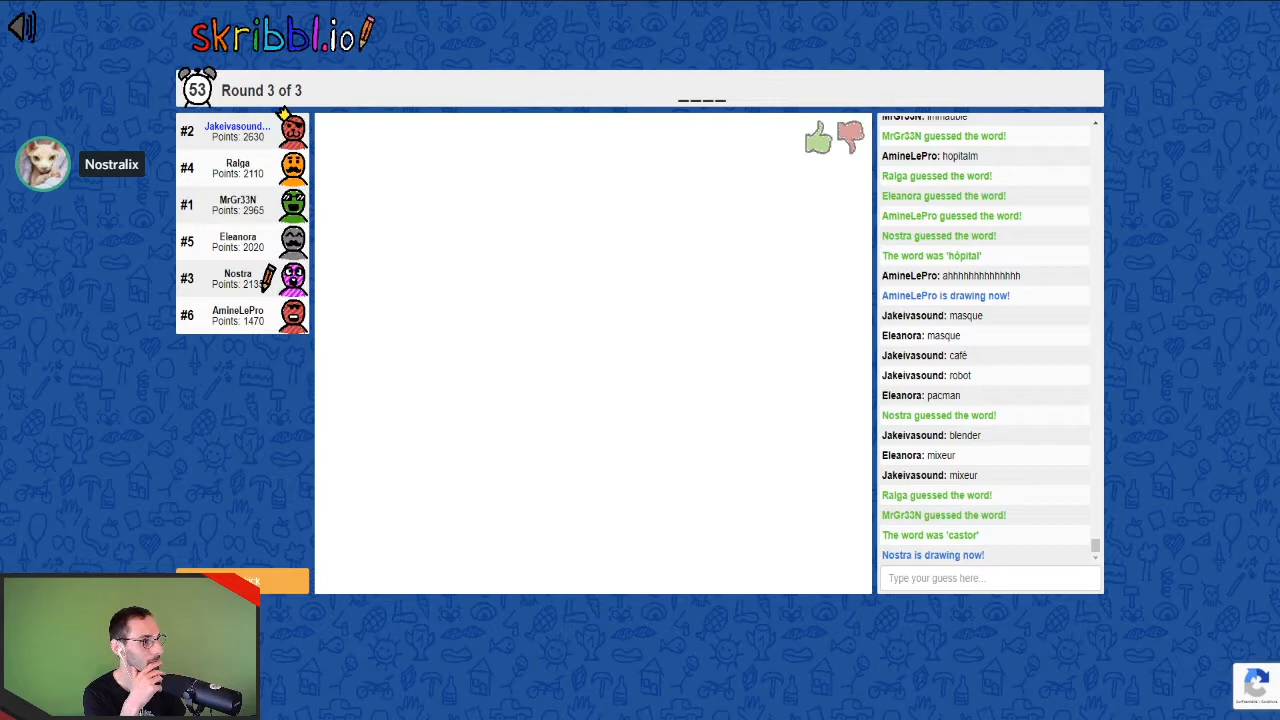 skribbl.io
53
Round 3 of 3
____
#2
Jakeivasound...
Points: 2630
#4
Ralga
Points: 2110
#1
MrGr33N
Points: 2965
#5
Eleanora
Points: 2020
#3
Nostra
Points: 2135
#6
AmineLePro
Points: 1470
Nostralix
MrGr33N: immauble
MrGr33N guessed the word!
AmineLePro: hopitalm
Ralga guessed the word!
Eleanora guessed the word!
AmineLePro guessed the word!
Nostra guessed the word!
The word was 'hôpital'
AmineLePro: ahhhhhhhhhhhhh
AmineLePro is drawing now!
Jakeivasound: masque
Eleanora: masque
Jakeivasound: café
Jakeivasound: robot
Eleanora: pacman
Nostra guessed the word!
Jakeivasound: blender
Eleanora: mixeur
Jakeivasound: mixeur
Ralga guessed the word!
MrGr33N guessed the word!
The word was 'castor'
Nostra is drawing now!
Type your guess here...